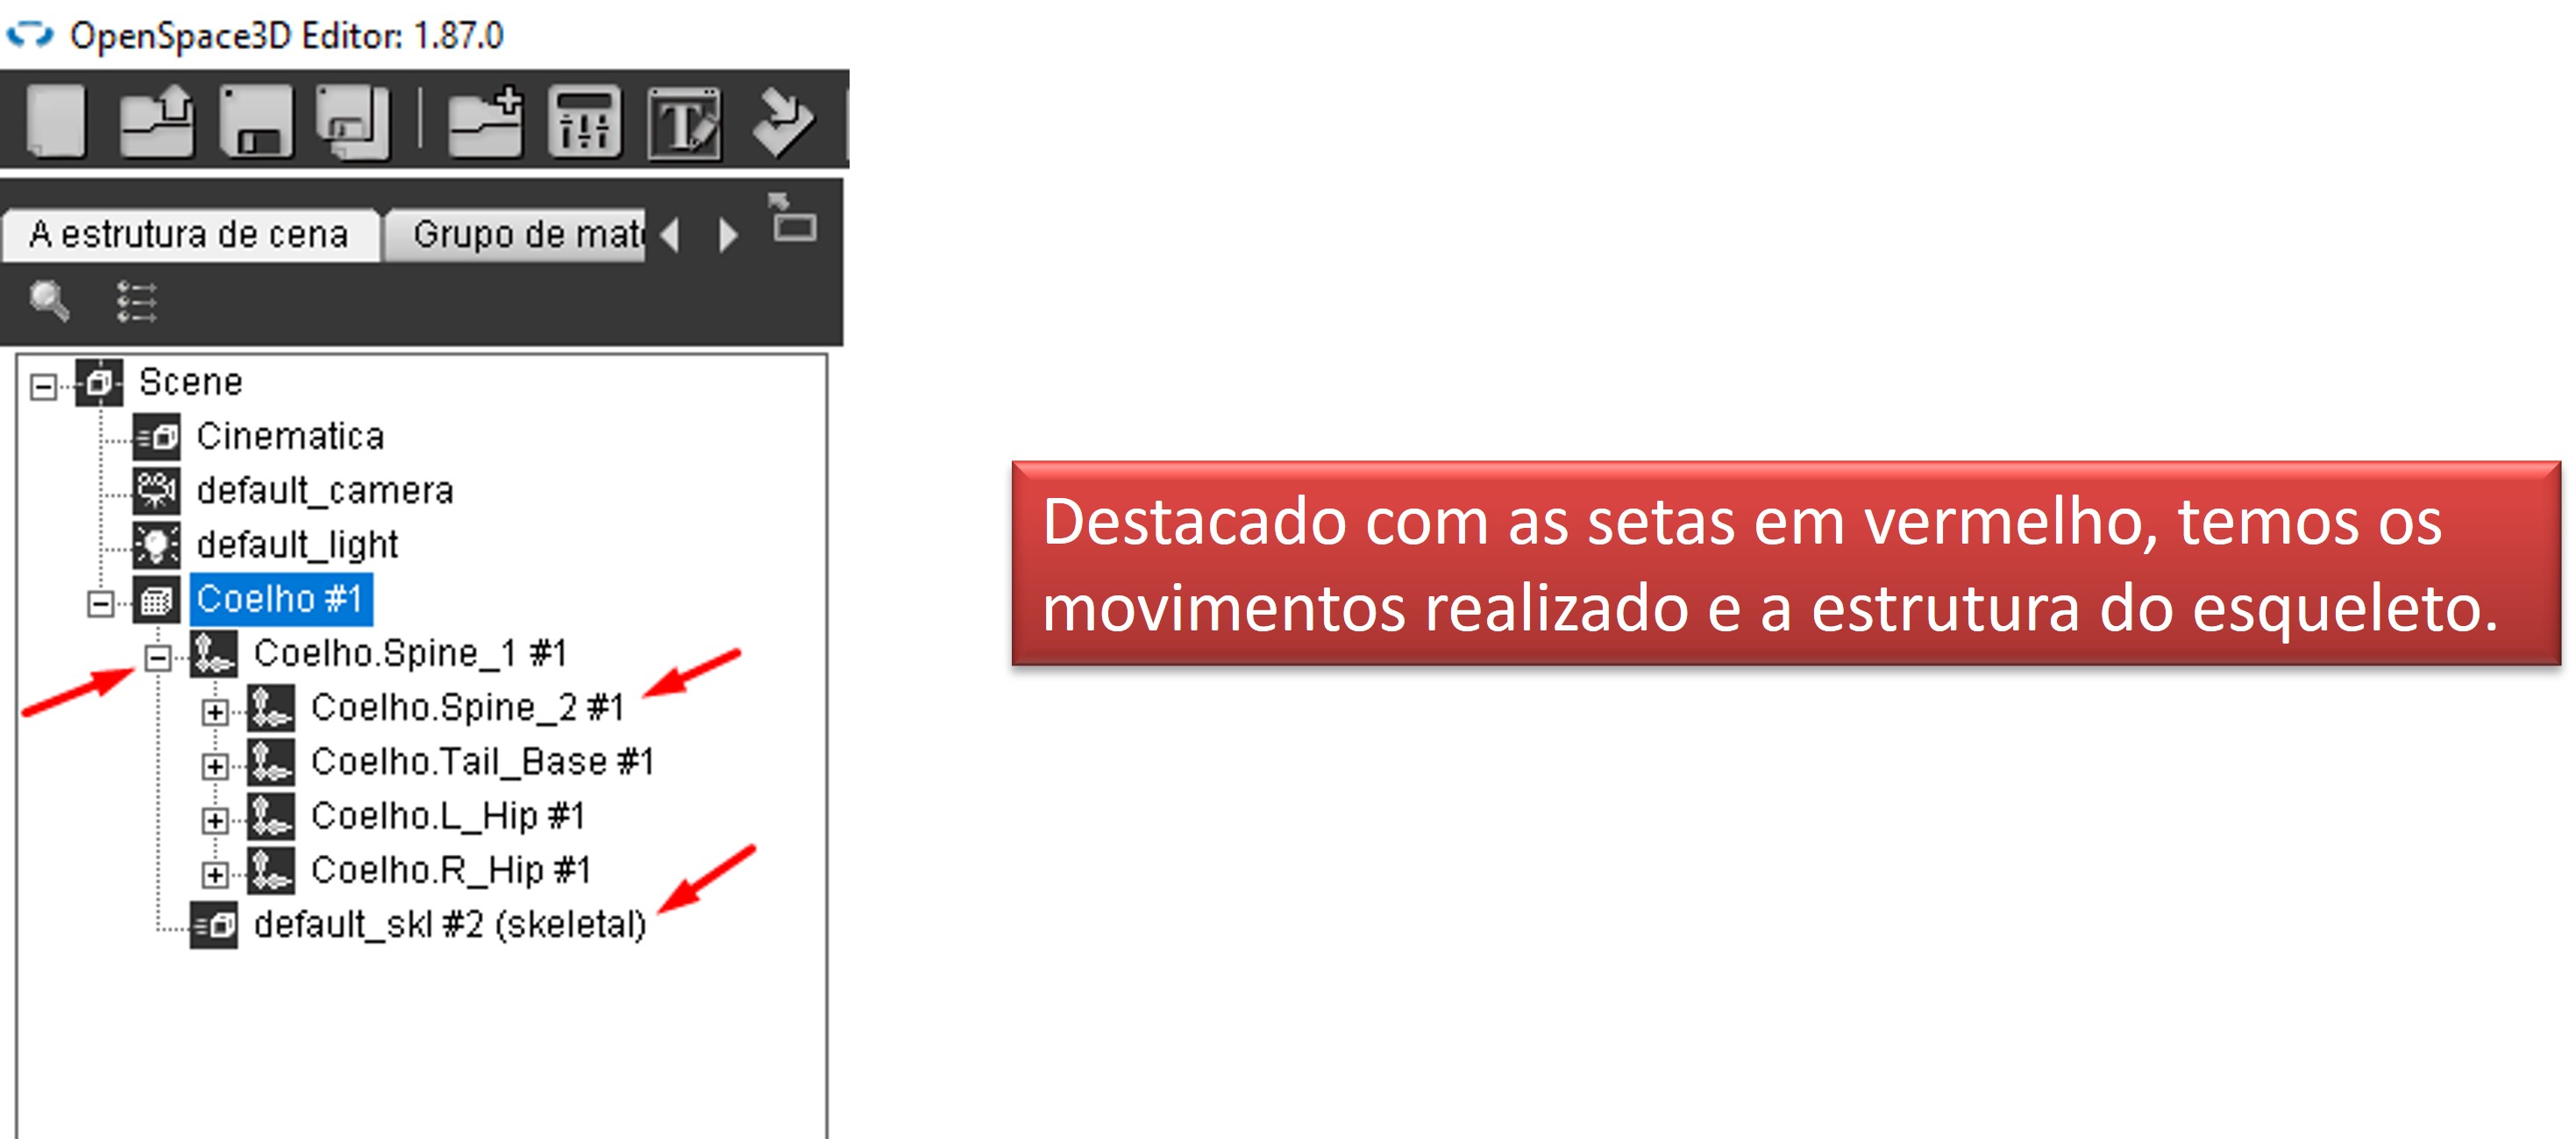 OpenSpace3D Editor: 1.87.0
A estrutura de cena
Grupo de mat
Scene
Cinematica
default_camera
default_light
Coelho #1
Coelho.Spine_1 #1
Coelho.Spine_2 #1
Coelho.Tail_Base #1
Coelho.L_Hip #1
Coelho.R_Hip #1
default_skl #2 (skeletal)
Destacado com as setas em vermelho, temos os
movimentos realizado e a estrutura do esqueleto.